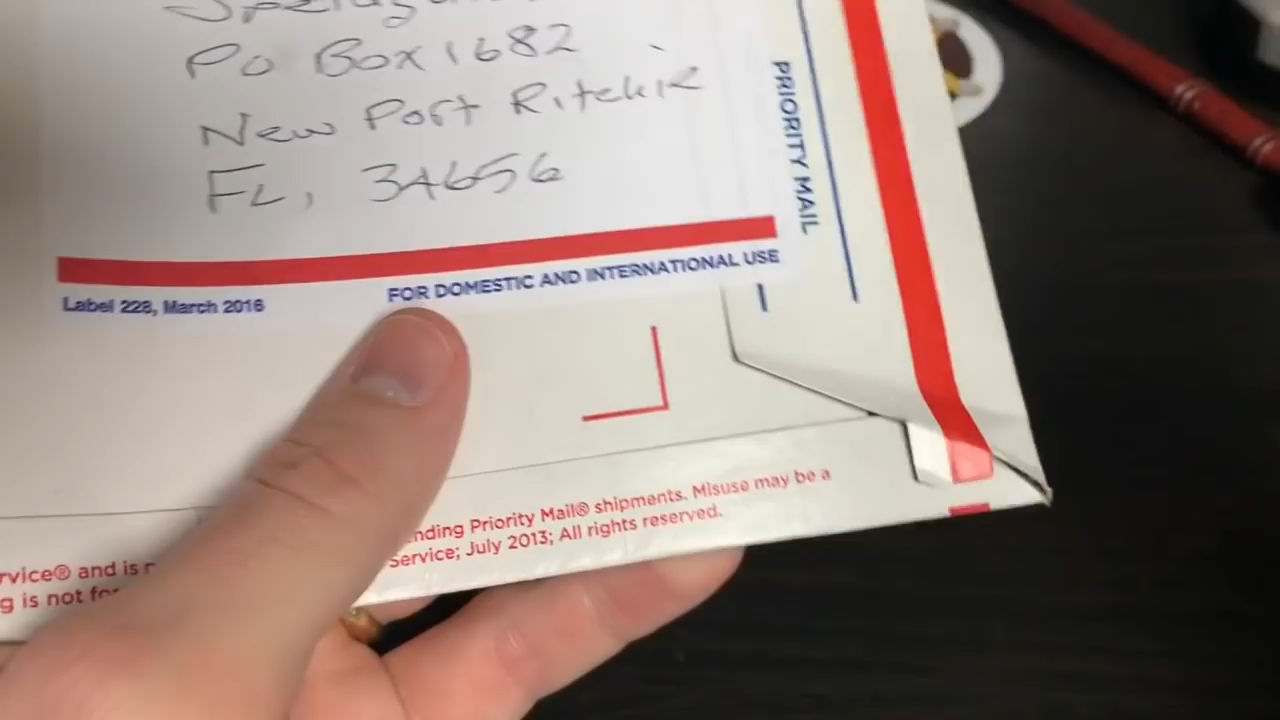 Po Box 1682
New Port Ritchie
FL, 34656
PRIORITY MAIL
Label 228, March 2016
FOR DOMESTIC AND INTERNATIONAL USE
nding Priority Mail® shipments. Misuse may be a
Service; July 2013; All rights reserved.
rvice® and is
g is not for